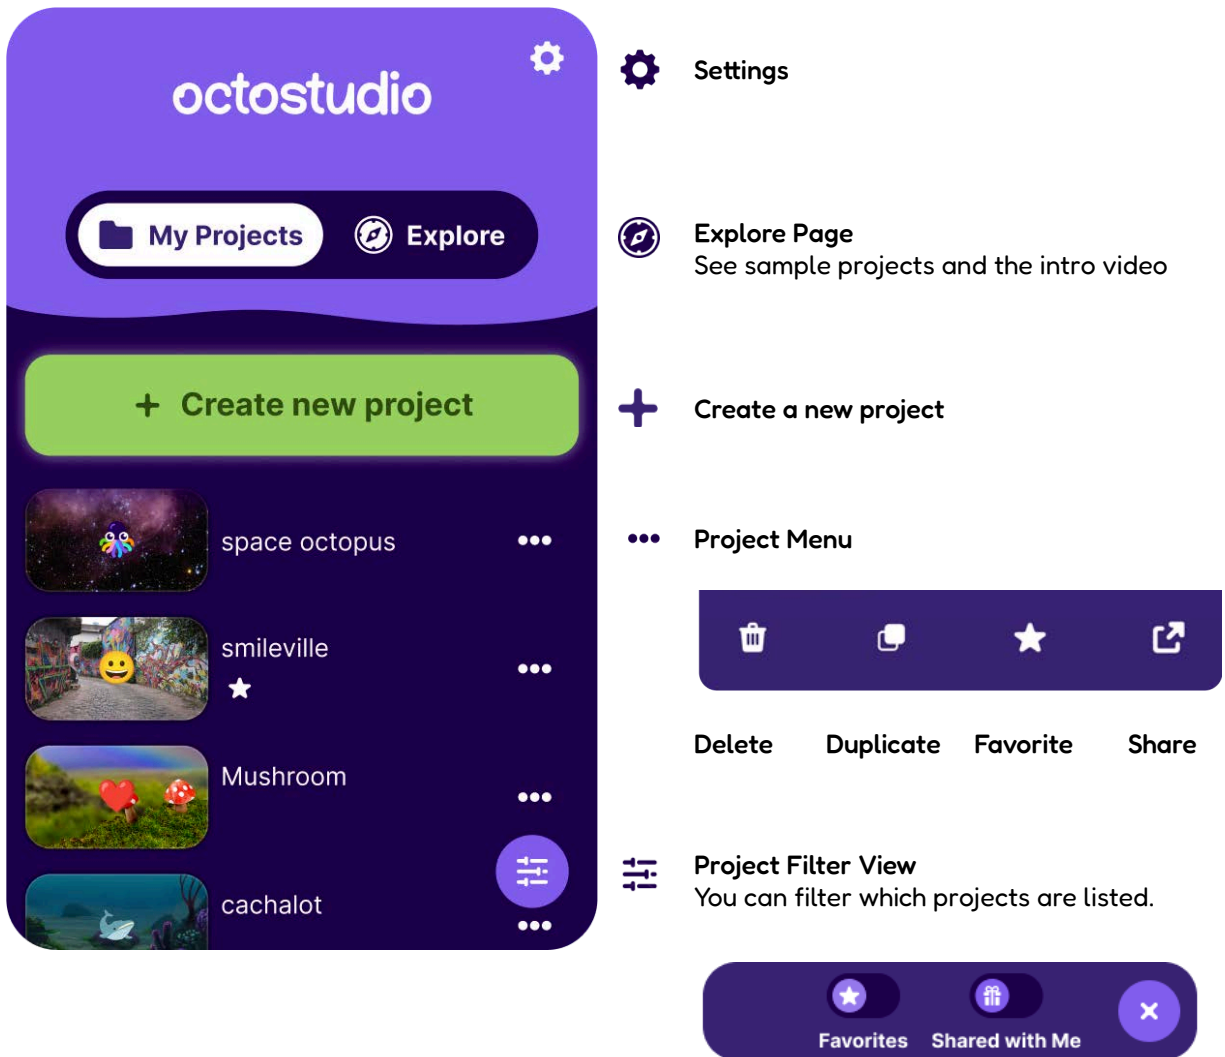 octostudio
My Projects
Explore
+ Create new project
space octopus
smileville
Mushroom
cachalot
Settings
Explore Page
See sample projects and the intro video
Create a new project
Project Menu
Delete Duplicate Favorite Share
Project Filter View
You can filter which projects are listed.
Favorites Shared with Me